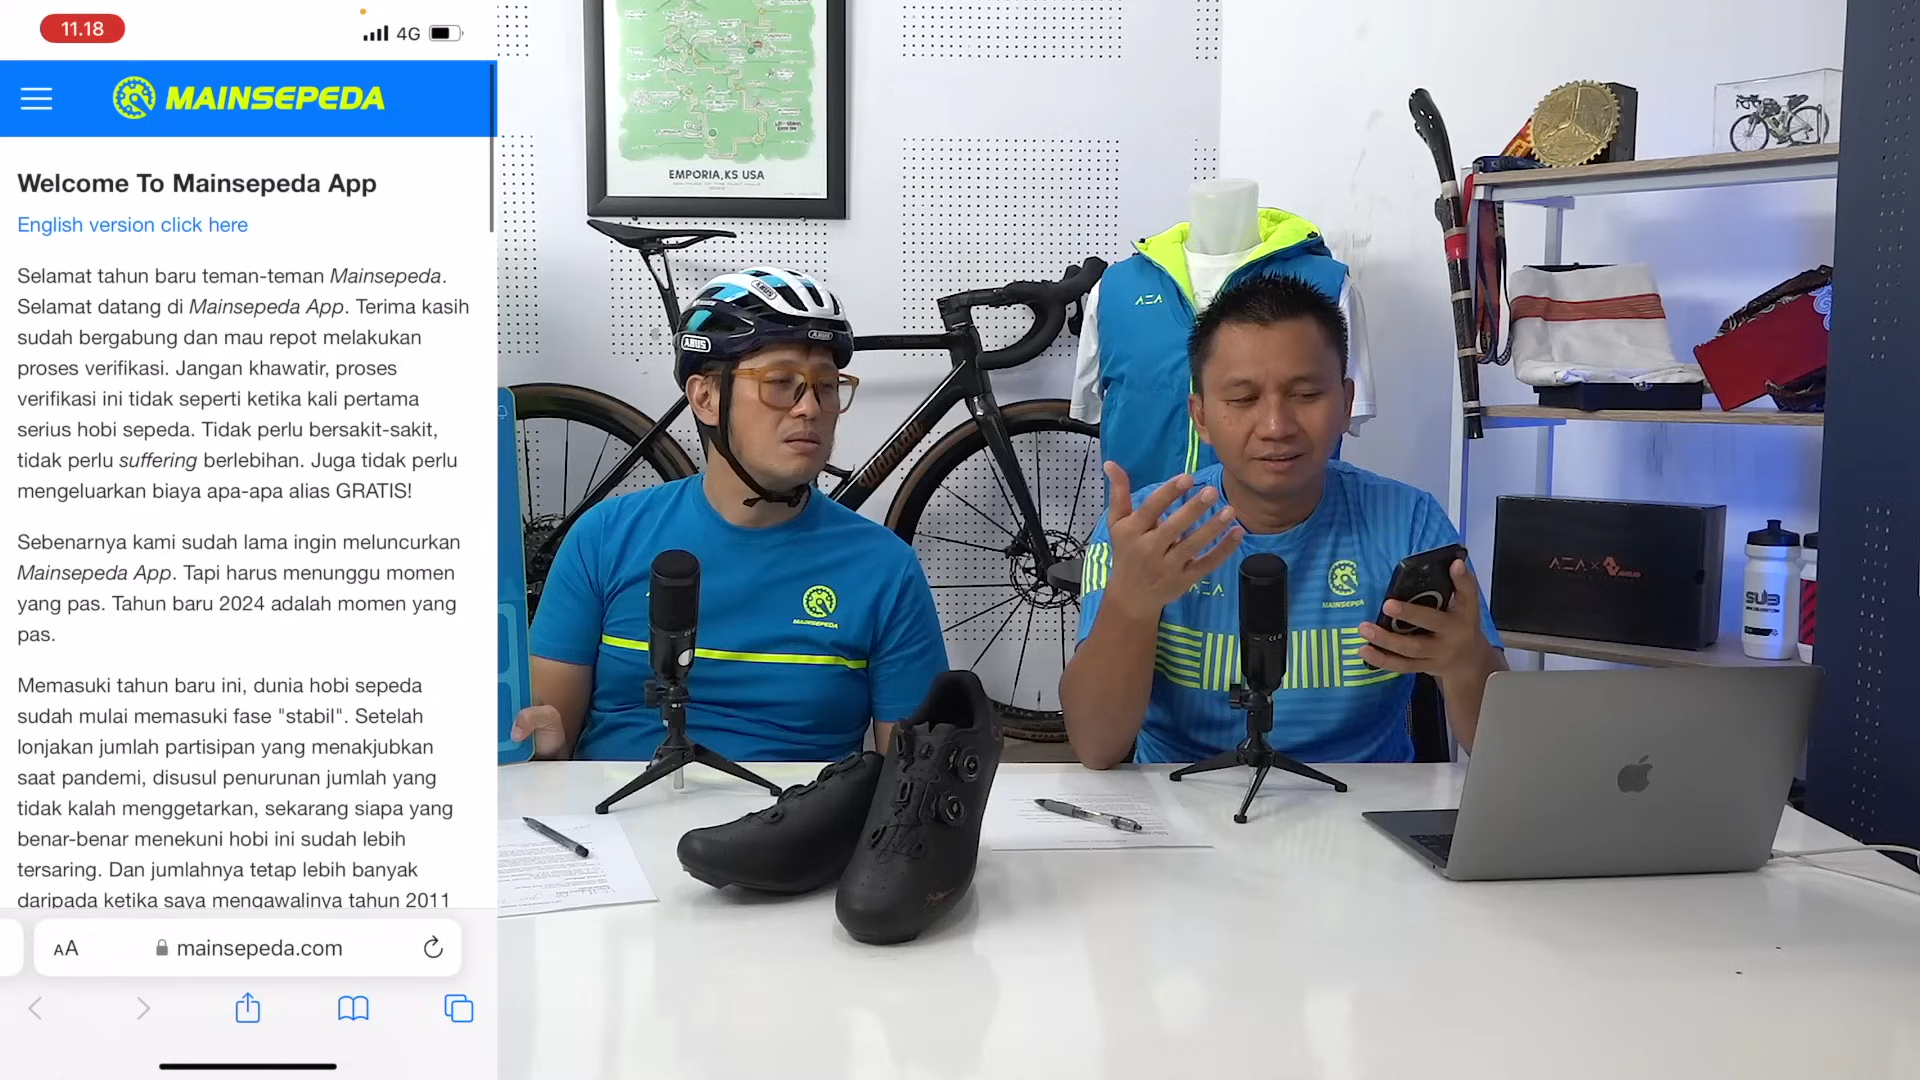 11.18
4G
MAINSEPEDA
Welcome To Mainsepeda App
English version click here
Selamat tahun baru teman-teman Mainsepeda.
Selamat datang di Mainsepeda App. Terima kasih
sudah bergabung dan mau repot melakukan
proses verifikasi. Jangan khawatir, proses
verifikasi ini tidak seperti ketika kali pertama
serius hobi sepeda. Tidak perlu bersakit-sakit,
tidak perlu suffering berlebihan. Juga tidak perlu
mengeluarkan biaya apa-apa alias GRATIS!
Sebenarnya kami sudah lama ingin meluncurkan
Mainsepeda App. Tapi harus menunggu momen
yang pas. Tahun baru 2024 adalah momen yang
pas.
Memasuki tahun baru ini, dunia hobi sepeda
sudah mulai memasuki fase "stabil". Setelah
lonjakan jumlah partisipan yang menakjubkan
saat pandemi, disusul penurunan jumlah yang
tidak kalah menggetarkan, sekarang siapa yang
benar-benar menekuni hobi ini sudah lebih
tersaring. Dan jumlahnya tetap lebih banyak
daripada ketika saya mengawalinya tahun 2011
AA
mainsepeda.com
EMPORIA,KS USA
ABUS
ABUS
MAINSEPEDA
MAINSEPEDA
Wdnsdy
SUB